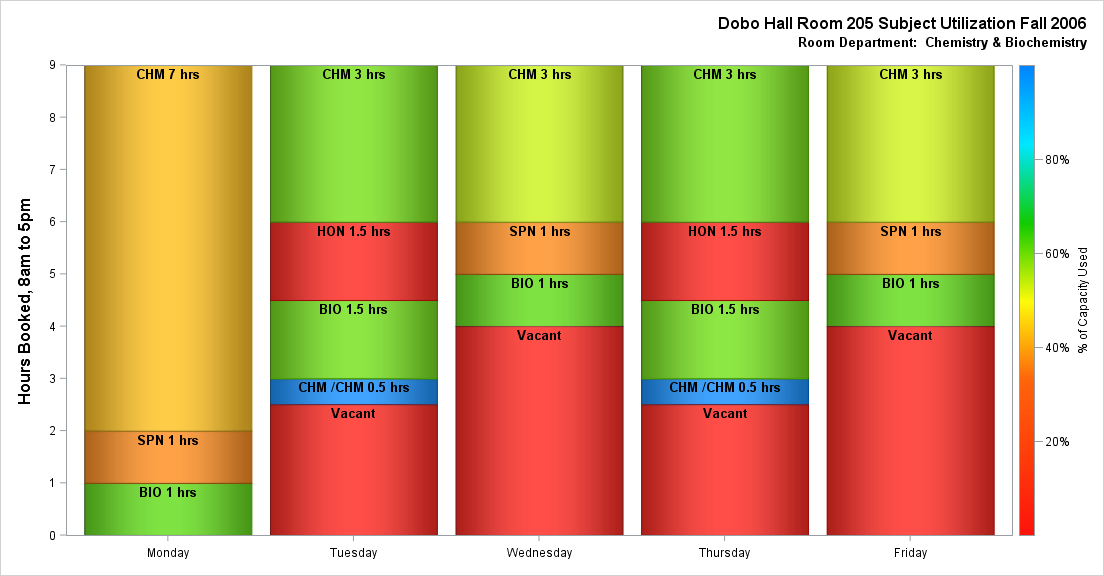 Dobo Hall Room 205 Subject Utilization Fall 2006
Room Department:  Chemistry & Biochemistry
Hours Booked, 8am to 5pm
9
8
7
6
5
4
3
2
1
0
CHM 7 hrs
SPN 1 hrs
BIO 1 hrs
Monday
CHM 3 hrs
HON 1.5 hrs
BIO 1.5 hrs
CHM /CHM 0.5 hrs
Vacant
Tuesday
CHM 3 hrs
SPN 1 hrs
BIO 1 hrs
Vacant
Wednesday
CHM 3 hrs
HON 1.5 hrs
BIO 1.5 hrs
CHM /CHM 0.5 hrs
Vacant
Thursday
CHM 3 hrs
SPN 1 hrs
BIO 1 hrs
Vacant
Friday
80%
60%
40%
20%
% of Capacity Used